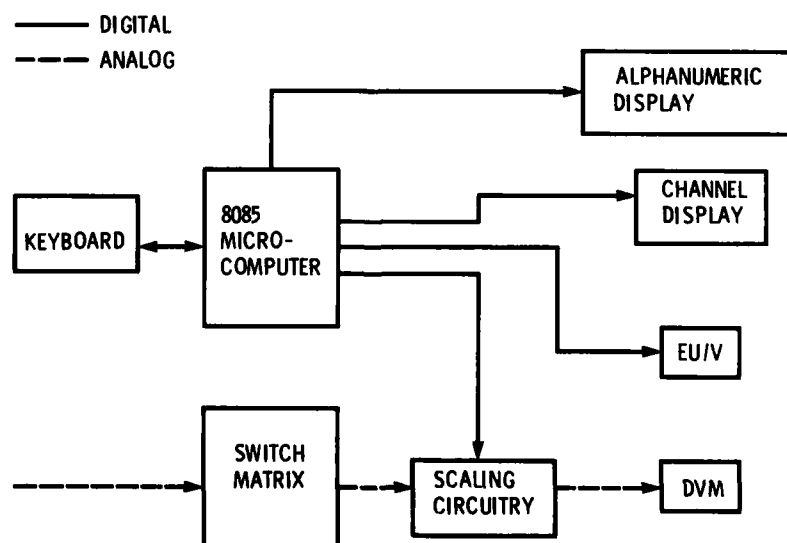 DIGITAL
ANALOG
ALPHANUMERIC
DISPLAY
CHANNEL
DISPLAY
KEYBOARD
8085
MICRO-
COMPUTER
EU/V
SWITCH
MATRIX
SCALING
CIRCUITRY
DVM